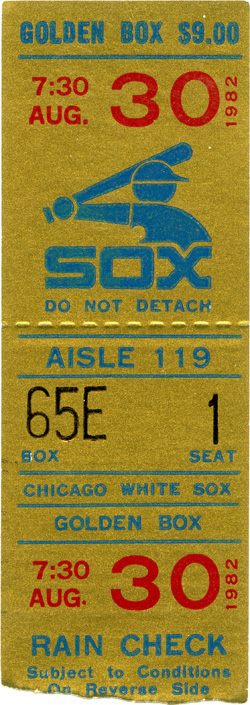 GOLDEN BOX $9.00
7:30 AUG. 30 1982
SOX
DO NOT DETACH
AISLE 119
65E 1
BOX SEAT
CHICAGO WHITE SOX
GOLDEN BOX
7:30 AUG. 30 1982
RAIN CHECK
Subject to Conditions
On Reverse Side